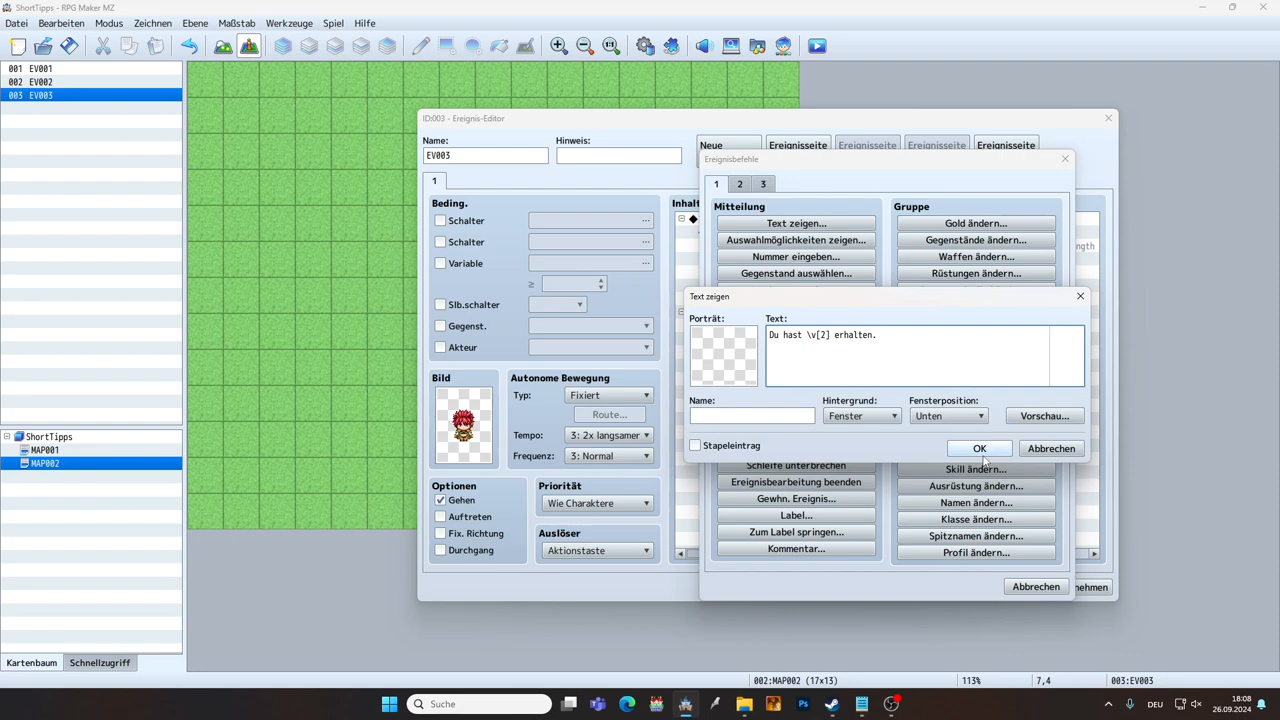 ShortTipps - RPG Maker MZ
Datei Bearbeiten Modus Zeichnen Ebene Maßstab Werkzeuge Spiel Hilfe
001 EV001
002 EV002
003 EV003
ID:003 - Ereignis-Editor
Name: Hinweis:
EV003
Neue Ereignisseite Ereignisseite Ereignisseite Ereignisseite
1
Beding.
Schalter ...
Schalter ...
Variable ...
≥
Slb.schalter
Gegenst.
Akteur
Bild
Autonome Bewegung
Typ: Fixiert
Route...
Tempo: 3: 2x langsamer
Frequenz: 3: Normal
Optionen
Gehen
Auftreten
Fix. Richtung
Durchgang
Priorität
Wie Charaktere
Auslöser
Aktionstaste
Inhalt
ngth
nehmen
Ereignisbefehle
1 2 3
Mitteilung
Text zeigen...
Auswahlmöglichkeiten zeigen...
Nummer eingeben...
Gegenstand auswählen...
Gruppe
Gold ändern...
Gegenstände ändern...
Waffen ändern...
Rüstungen ändern...
Text zeigen
Porträt: Text:
Du hast \v[2] erhalten.
Name: Hintergrund: Fensterposition:
Fenster Unten Vorschau...
Stapeleintrag OK Abbrechen
Schleife unterbrechen
Ereignisbearbeitung beenden
Gewhn. Ereignis...
Label...
Zum Label springen...
Kommentar...
Skill ändern...
Ausrüstung ändern...
Namen ändern...
Klasse ändern...
Spitznamen ändern...
Profil ändern...
Abbrechen
ShortTipps
MAP001
MAP002
Kartenbaum Schnellzugriff
002:MAP002 (17x13) 113% 7,4 003:EV003
Suche
DEU
18:08
26.09.2024